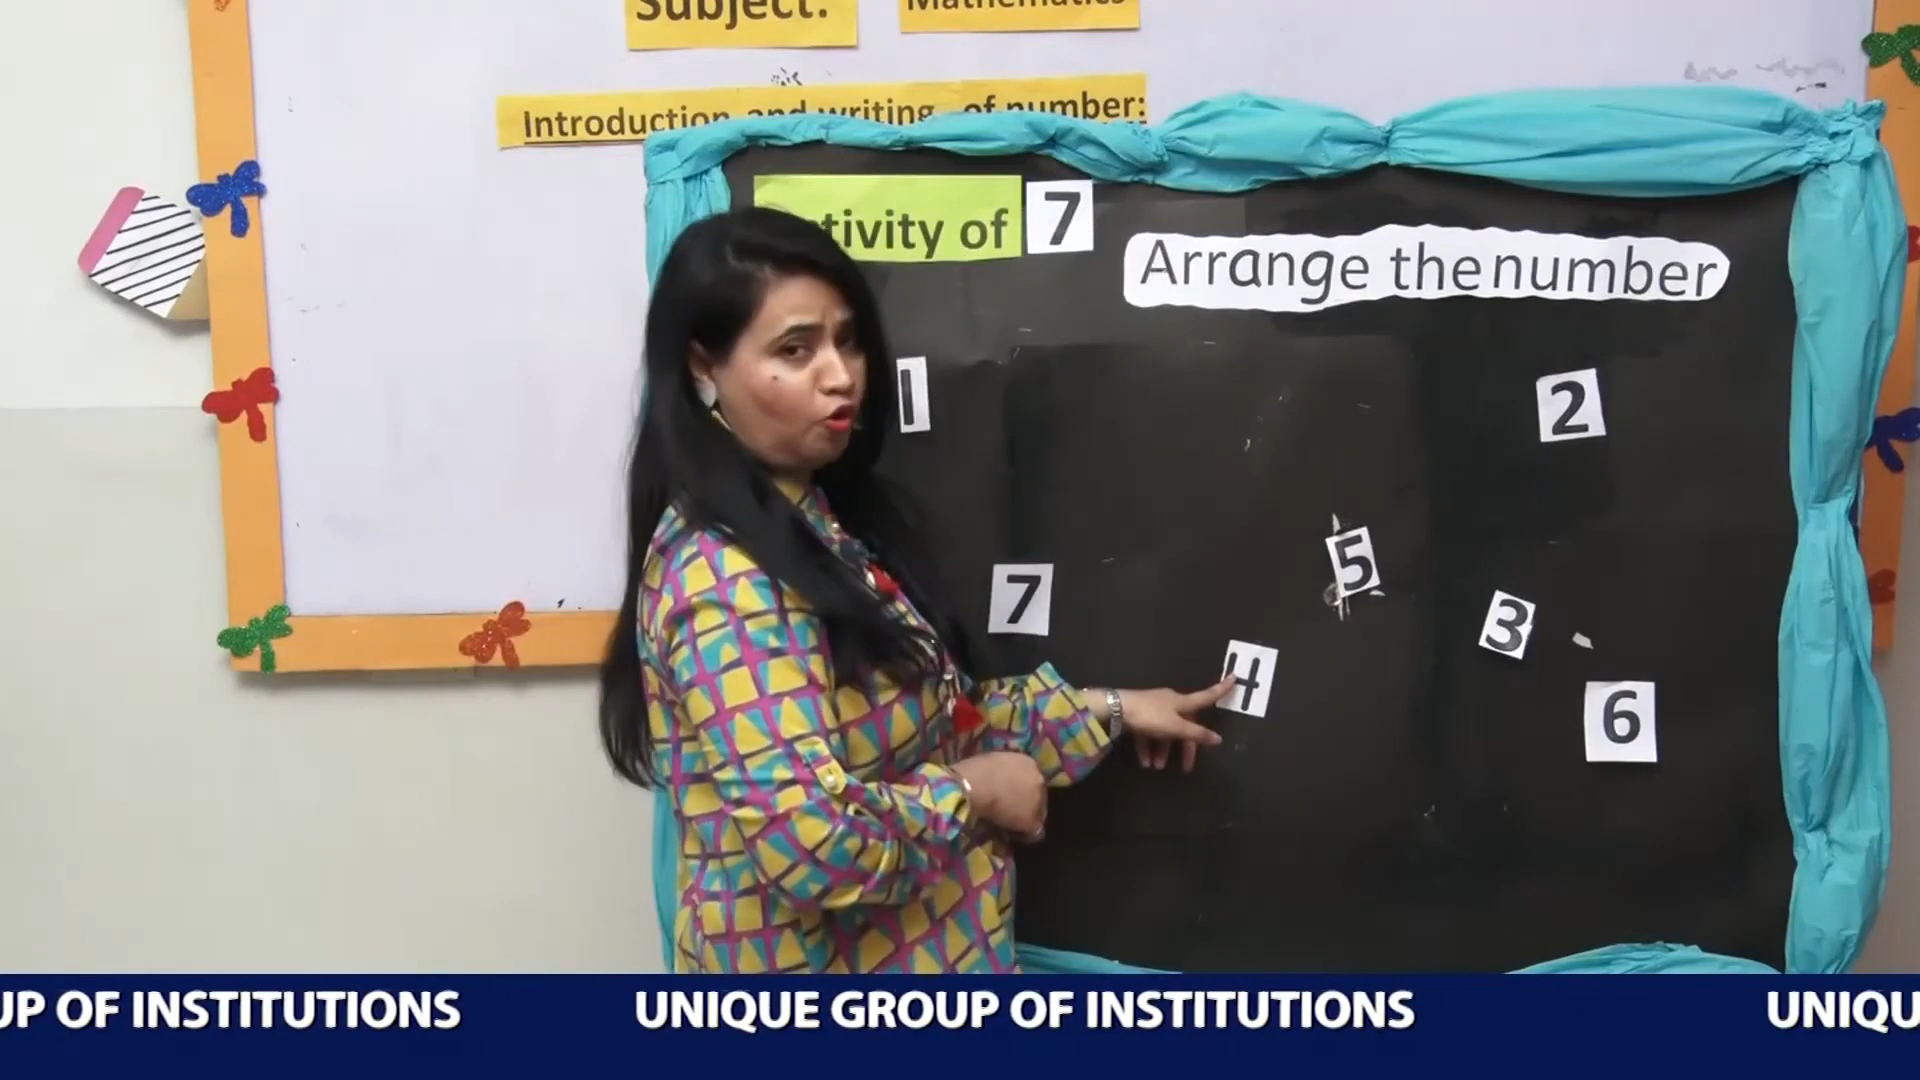 Subject:
Mathematics
Introduction and writing of number:
tivity of 7
Arrange the number
1
2
5
7
3
4
6
UP OF INSTITUTIONS
UNIQUE GROUP OF INSTITUTIONS
UNIQU